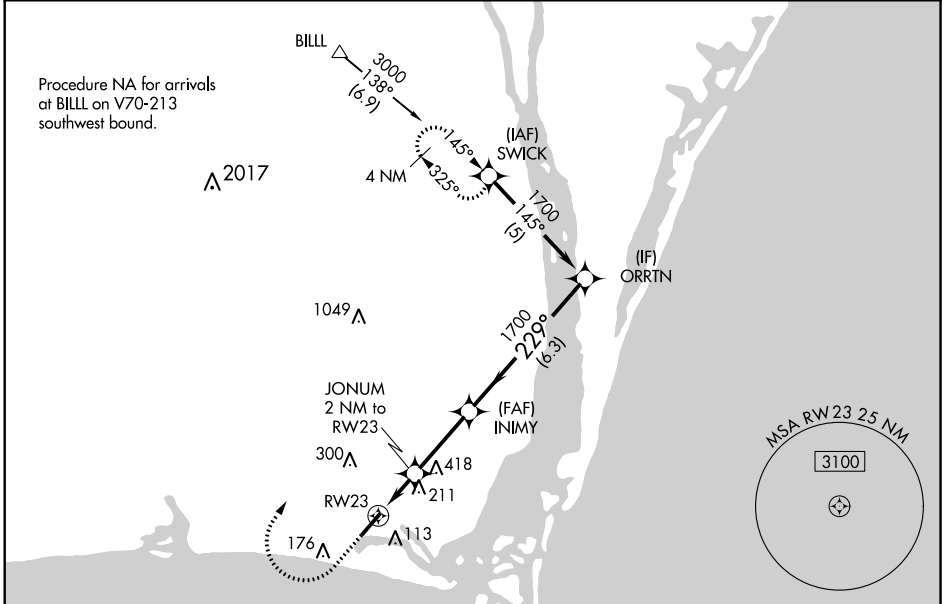 BILLL
3000
138°
(6.9)
Procedure NA for arrivals
at BILLL on V70-213
southwest bound.
145°
325°
4 NM
(IAF)
SWICK
2017
1700
145°
(5)
(IF)
ORRTN
1049
1700
229°
(6.3)
JONUM
2 NM to
RW23
(FAF)
INIMY
MSA RW 23 25 NM
3100
300
418
211
RW23
113
176